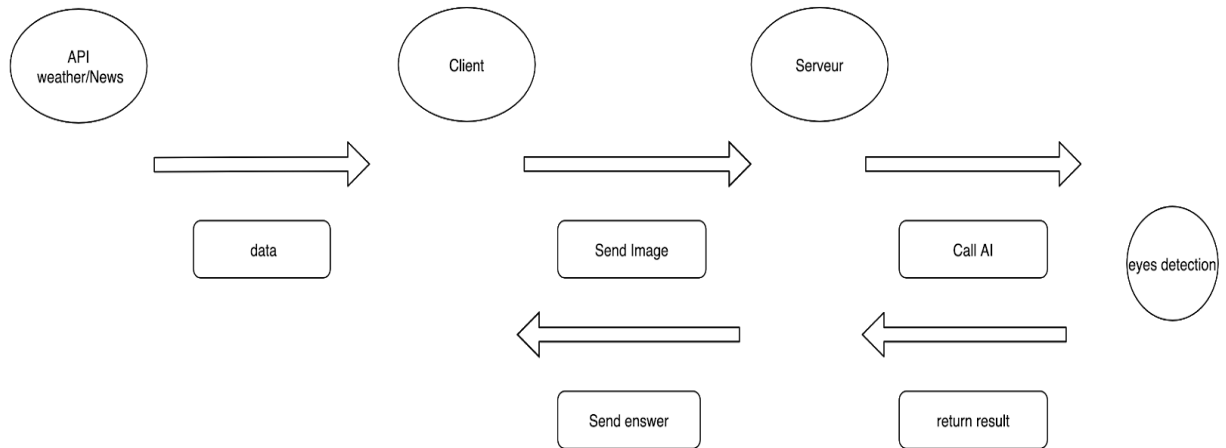 API
weather/News
Client
Serveur
data
Send Image
Call AI
eyes detection
Send enswer
return result